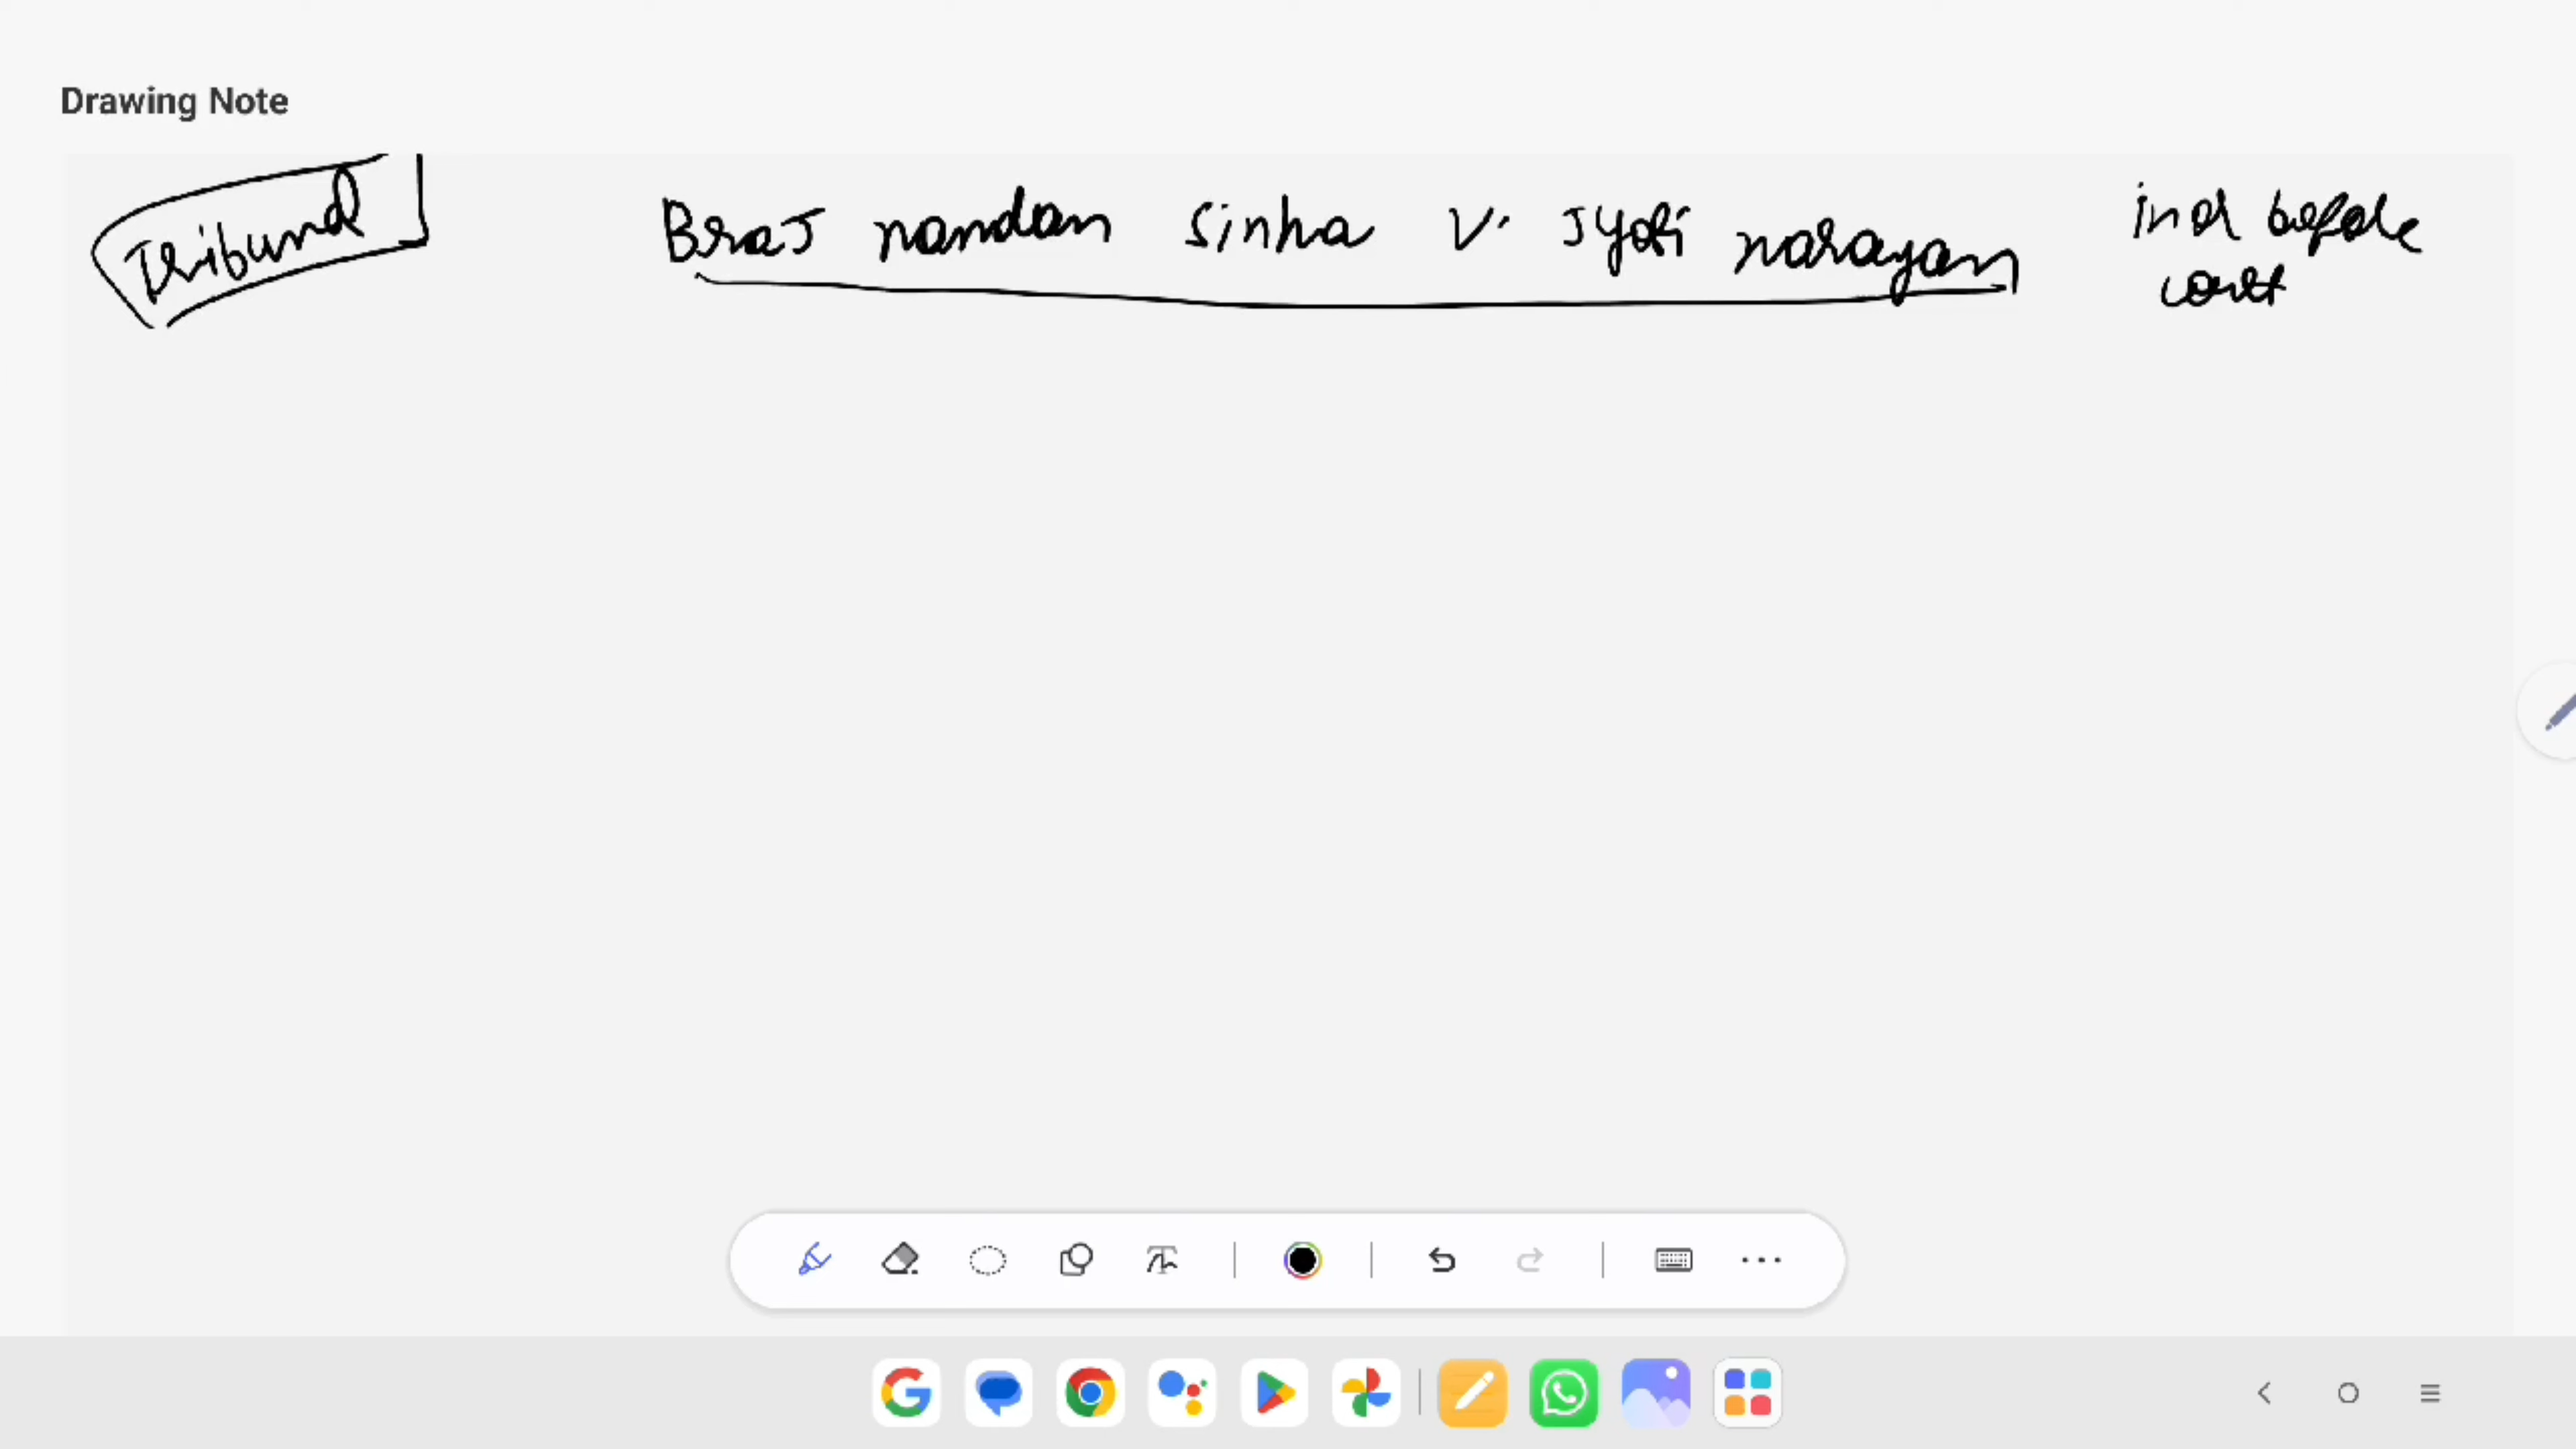 Drawing Note
Tribunal
Braj nandan Sinha V. Jyoti narayan
ind before
court